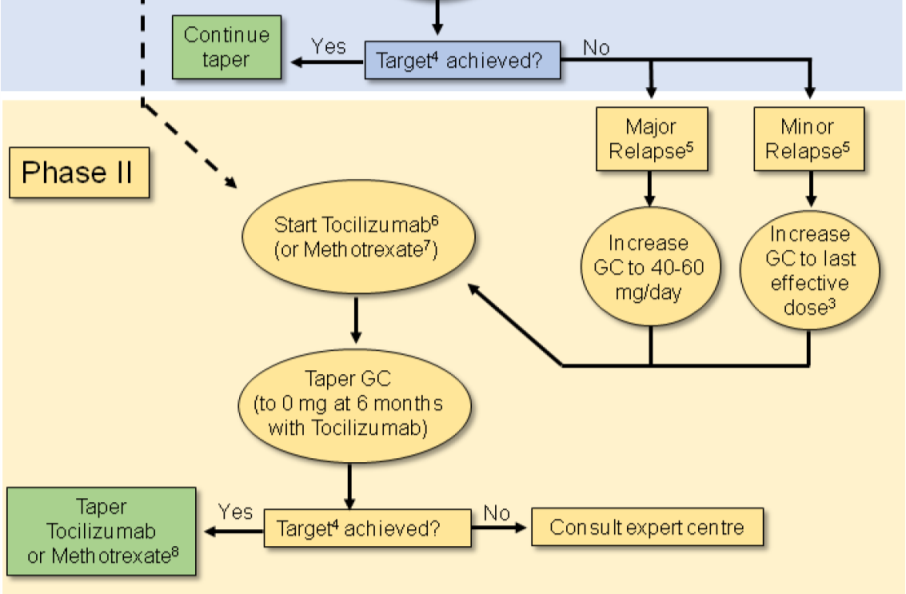 Continue
taper
Yes
Target⁴ achieved?
No
Major
Relapse⁵
Minor
Relapse⁵
Phase II
Start Tocilizumab⁶
(or Methotrexate⁷)
Increase
GC to 40-60
mg/day
Increase
GC to last
effective
dose³
Taper GC
(to 0 mg at 6 months
with Tocilizumab)
Taper
Tocilizumab
or Methotrexate⁸
Yes
Target⁴ achieved?
No
Consult expert centre